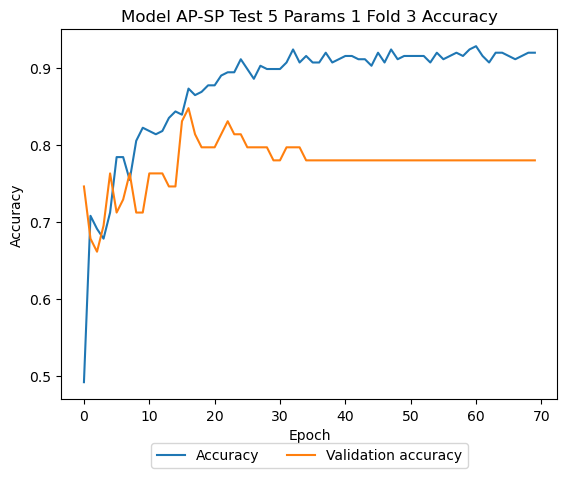 Model AP-SP Test 5 Params 1 Fold 3 Accuracy
Accuracy
0.9
0.8
0.7
0.6
0.5
0 10 20 30 40 50 60 70
Epoch
Accuracy Validation accuracy